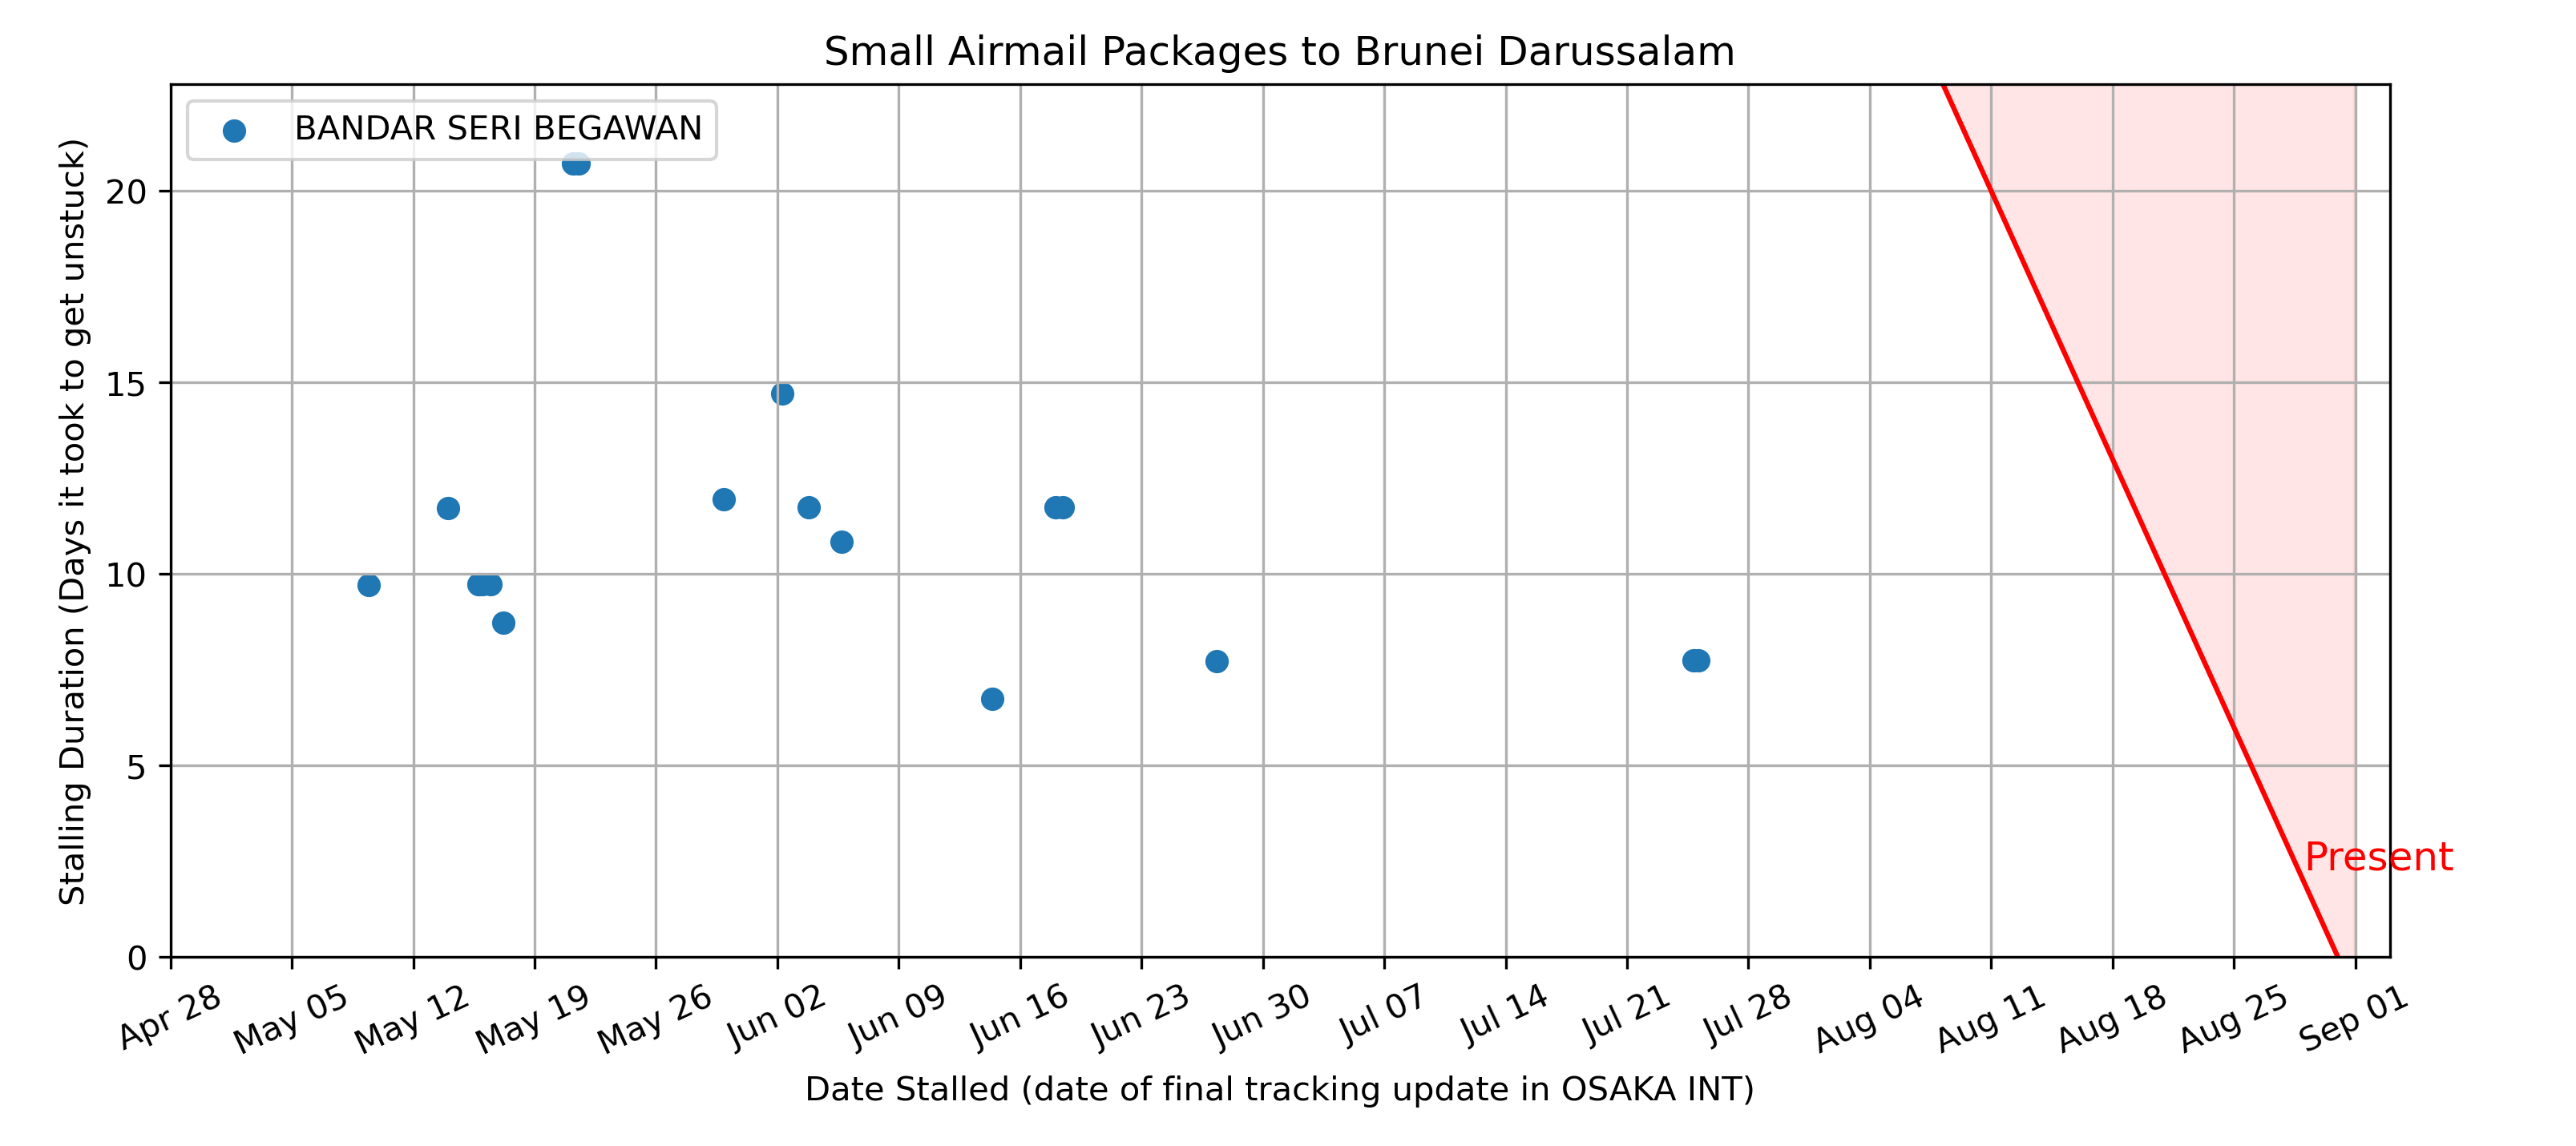 Small Airmail Packages to Brunei Darussalam
BANDAR SERI BEGAWAN
Stalling Duration (Days it took to get unstuck)
20
15
10
5
0
Present
Apr 28
May 05
May 12
May 19
May 26
Jun 02
Jun 09
Jun 16
Jun 23
Jun 30
Jul 07
Jul 14
Jul 21
Jul 28
Aug 04
Aug 11
Aug 18
Aug 25
Sep 01
Date Stalled (date of final tracking update in OSAKA INT)